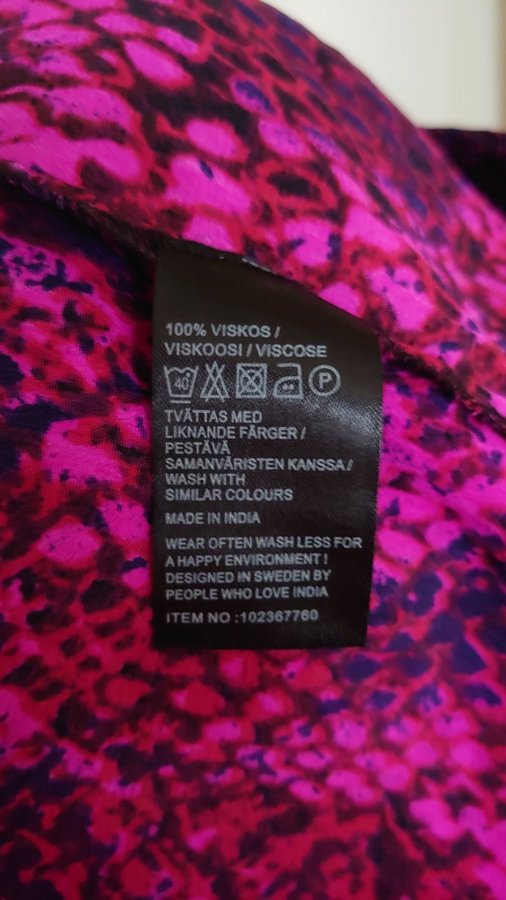 100% VISKOS /
VISKOOSI / VISCOSE
40 P
TVÄTTAS MED
LIKNANDE FÄRGER /
PESTÄVÄ
SAMANVÄRISTEN KANSSA /
WASH WITH
SIMILAR COLOURS
MADE IN INDIA
WEAR OFTEN WASH LESS FOR
A HAPPY ENVIRONMENT !
DESIGNED IN SWEDEN BY
PEOPLE WHO LOVE INDIA
ITEM NO :102367760